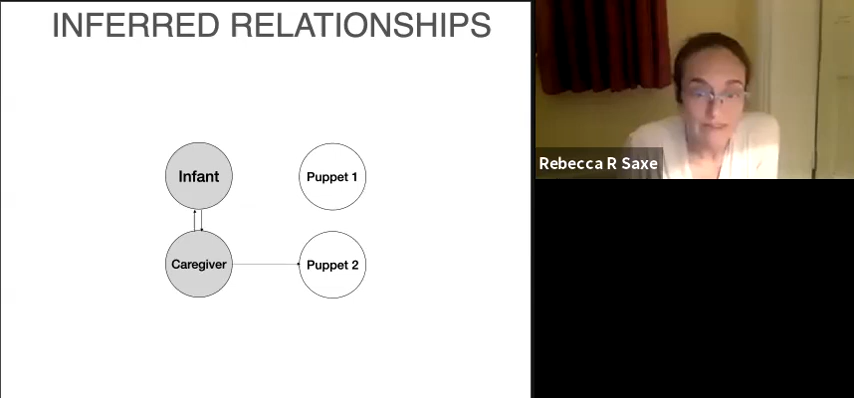 INFERRED RELATIONSHIPS
Infant
Puppet 1
Caregiver
Puppet 2
Rebecca R Saxe